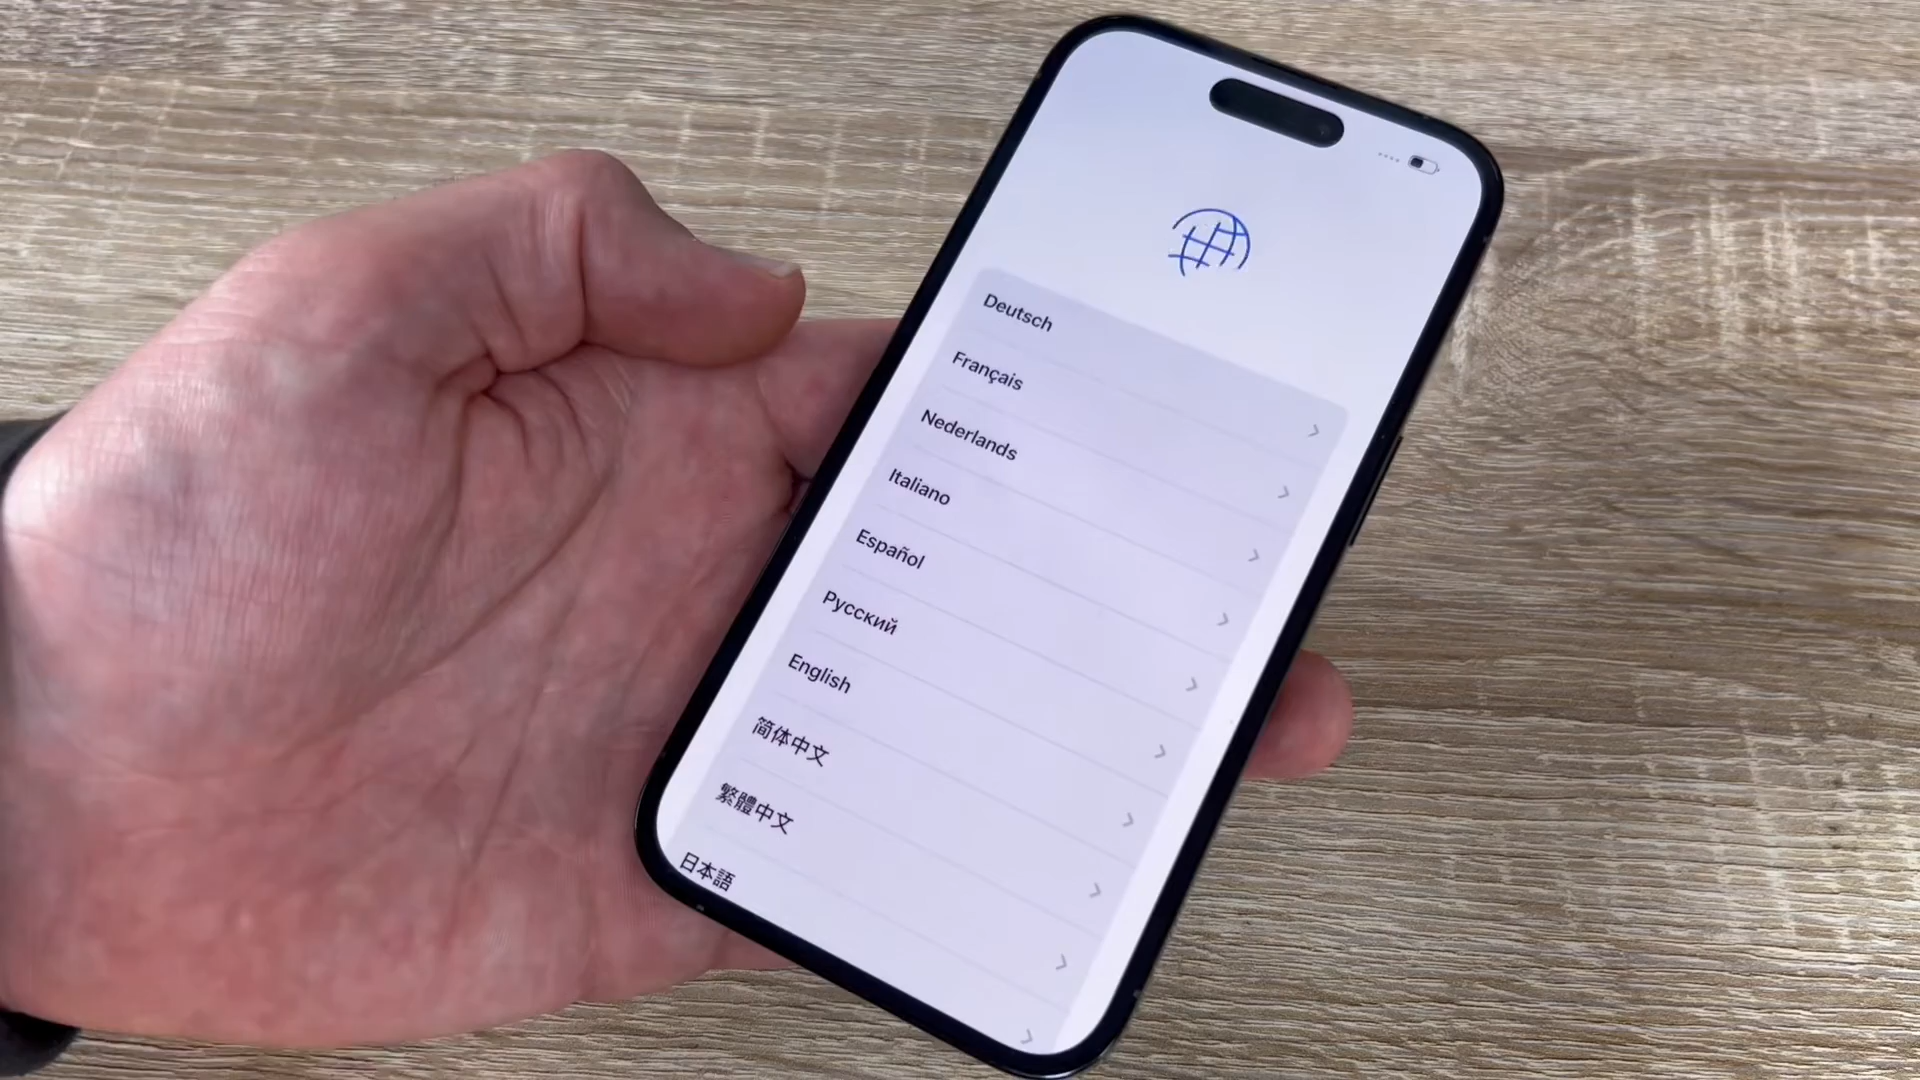 Deutsch
Français
Nederlands
Italiano
Español
Русский
English
简体中文
繁體中文
日本語